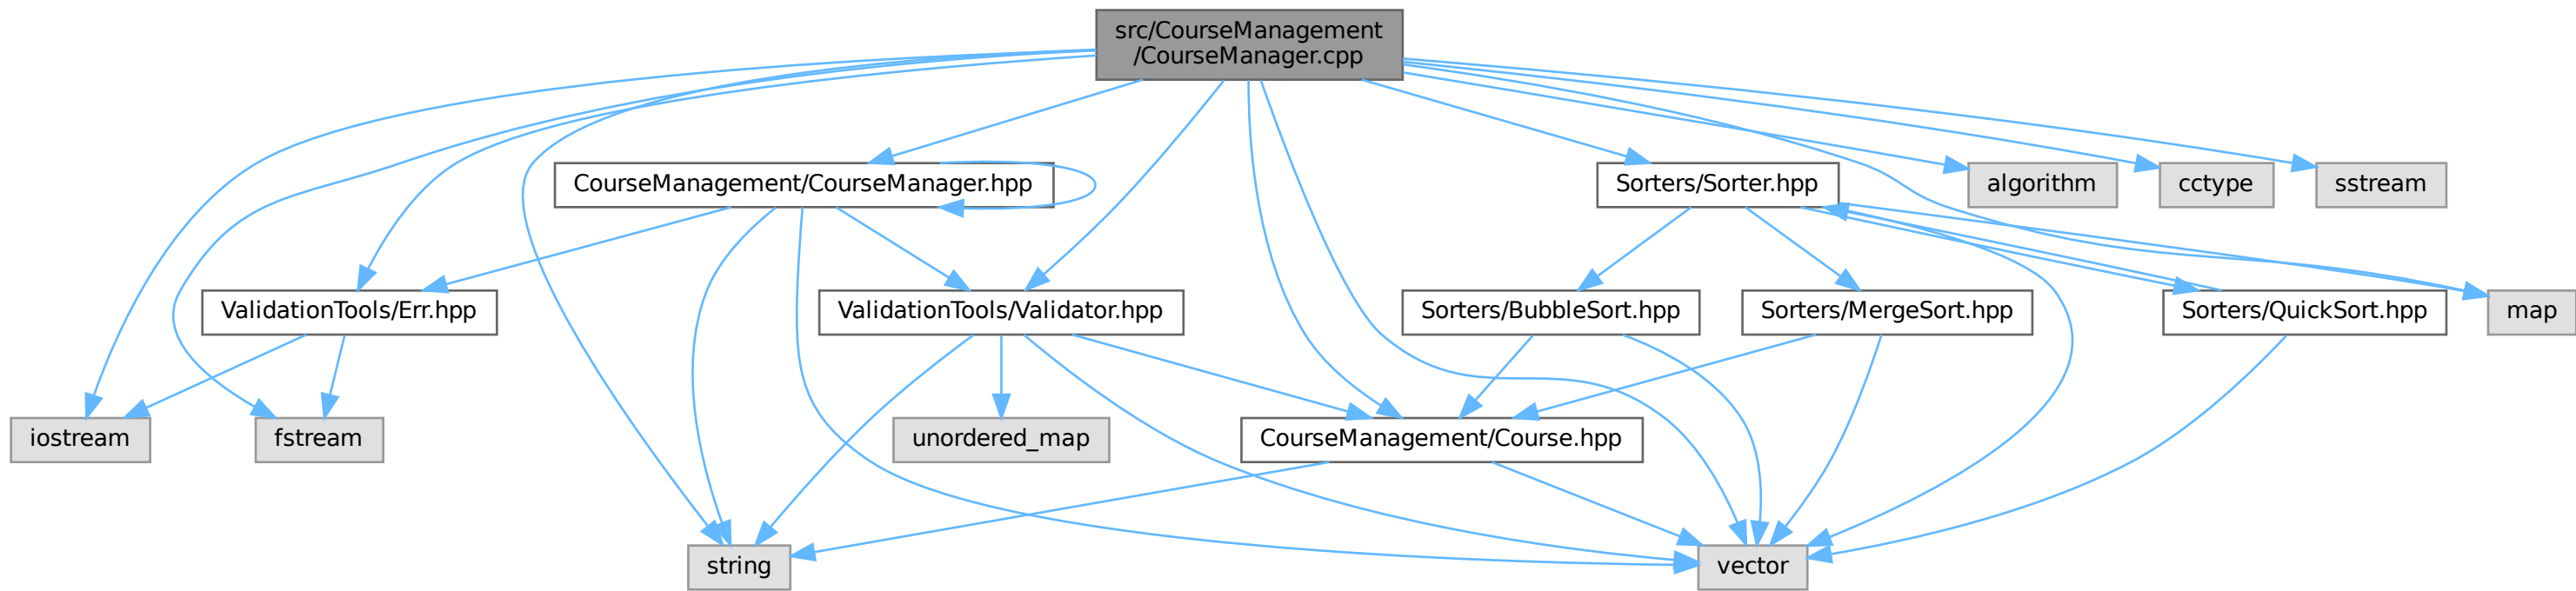 src/CourseManagement
/CourseManager.cpp
CourseManagement/CourseManager.hpp
Sorters/Sorter.hpp
algorithm
cctype
sstream
ValidationTools/Err.hpp
ValidationTools/Validator.hpp
Sorters/BubbleSort.hpp
Sorters/MergeSort.hpp
Sorters/QuickSort.hpp
map
iostream
fstream
unordered_map
CourseManagement/Course.hpp
string
vector